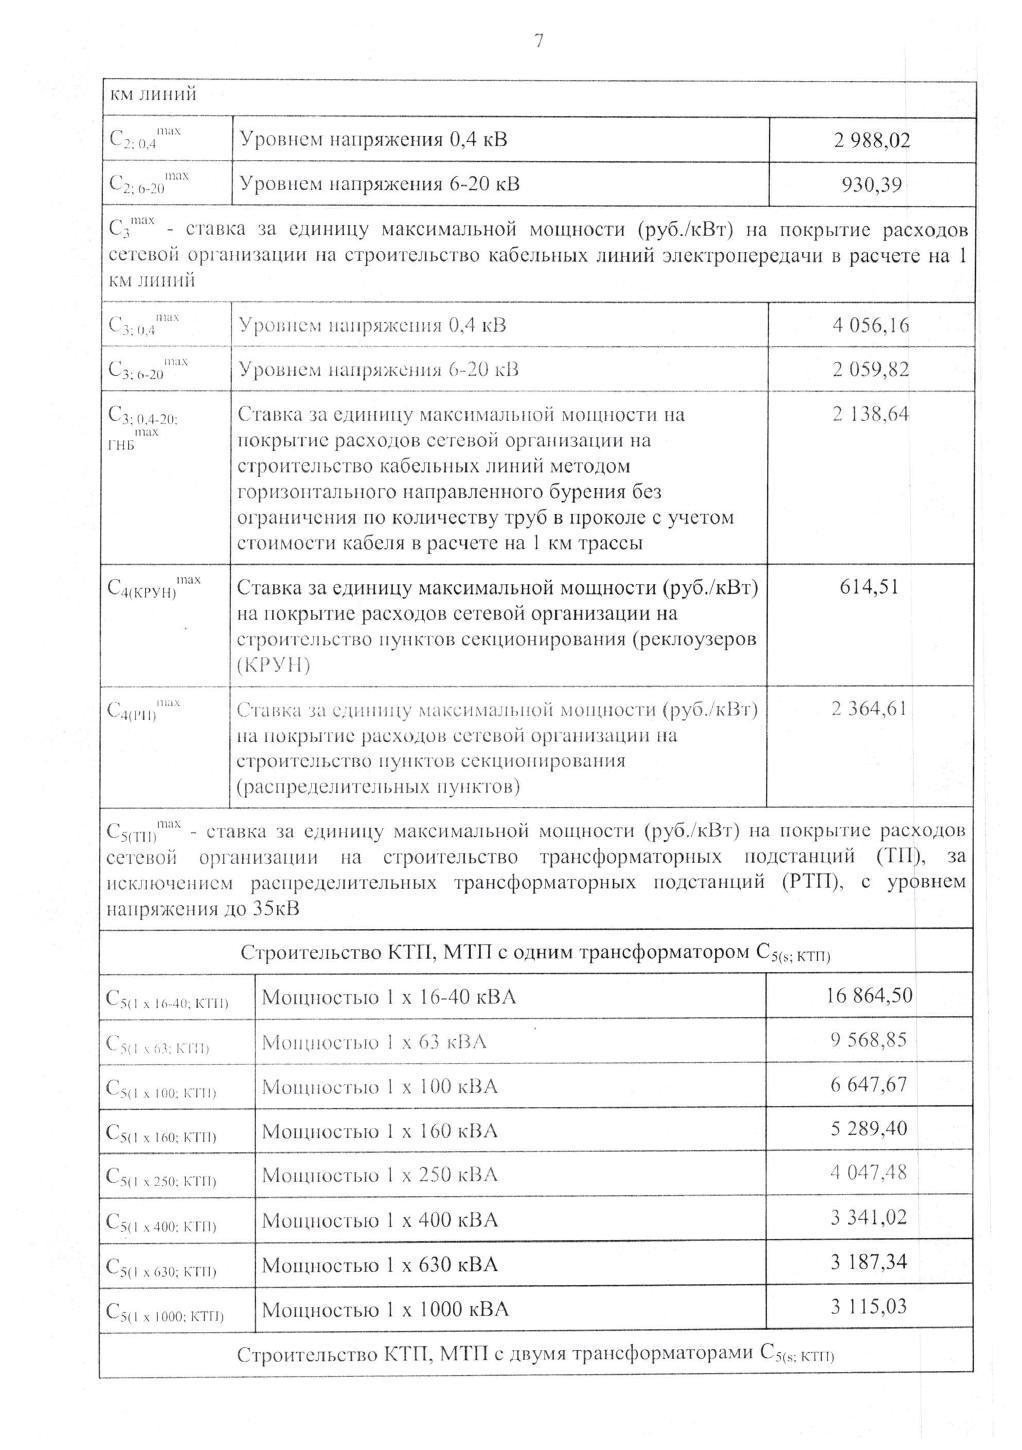 7
км линий
C2; 0,4 max Уровнем напряжения 0,4 кВ 2 988,02
C2; 6-20 max Уровнем напряжения 6-20 кВ 930,39
C3 max - ставка за единицу максимальной мощности (руб./кВт) на покрытие расходов
сетевой организации на строительство кабельных линий электропередачи в расчете на 1
км линий
C3; 0,4 max Уровнем напряжения 0,4 кВ 4 056,16
C3; 6-20 max Уровнем напряжения 6-20 кВ 2 059,82
C3; 0,4-20; Ставка за единицу максимальной мощности на 2 138,64
ГНБ max покрытие расходов сетевой организации на
строительство кабельных линий методом
горизонтального направленного бурения без
ограничения по количеству труб в проколе с учетом
стоимости кабеля в расчете на 1 км трассы
C4(КРУН) max Ставка за единицу максимальной мощности (руб./кВт) 614,51
на покрытие расходов сетевой организации на
строительство пунктов секционирования (реклоузеров
(КРУН)
C4(РП) max Ставка за единицу максимальной мощности (руб./кВт) 2 364,61
на покрытие расходов сетевой организации на
строительство пунктов секционирования
(распределительных пунктов)
C5(ТП) max - ставка за единицу максимальной мощности (руб./кВт) на покрытие расходов
сетевой организации на строительство трансформаторных подстанций (ТП), за
исключением распределительных трансформаторных подстанций (РТП), с уровнем
напряжения до 35кВ
Строительство КТП, МТП с одним трансформатором C5(s; КТП)
C5(1 х 16-40; КТП) Мощностью 1 х 16-40 кВА 16 864,50
C5(1 х 63; КТП) Мощностью 1 х 63 кВА 9 568,85
C5(1 х 100; КТП) Мощностью 1 х 100 кВА 6 647,67
C5(1 х 160; КТП) Мощностью 1 х 160 кВА 5 289,40
C5(1 х 250; КТП) Мощностью 1 х 250 кВА 4 047,48
C5(1 х 400; КТП) Мощностью 1 х 400 кВА 3 341,02
C5(1 х 630; КТП) Мощностью 1 х 630 кВА 3 187,34
C5(1 х 1000; КТП) Мощностью 1 х 1000 кВА 3 115,03
Строительство КТП, МТП с двумя трансформаторами C5(s; КТП)